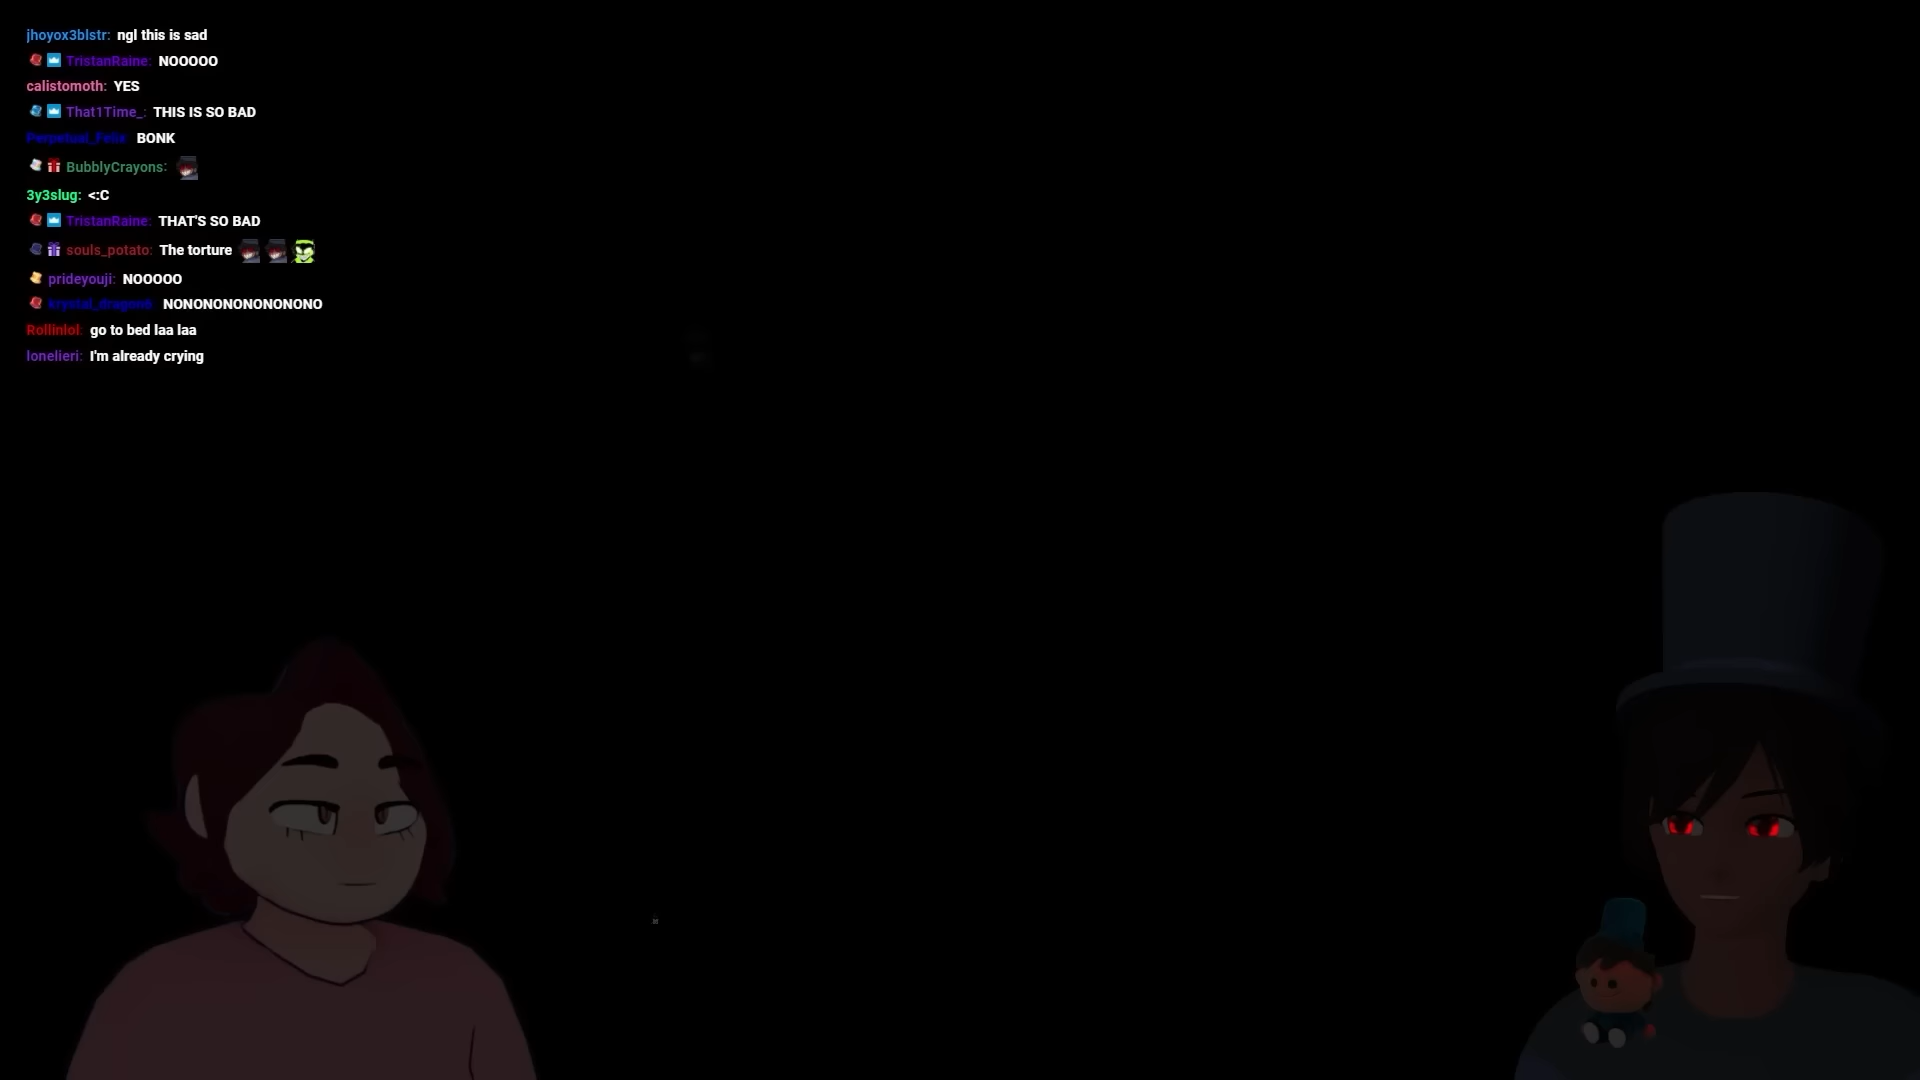 jhoyox3blstr: ngl this is sad
TristanRaine: NOOOOO
calistomoth: YES
That1Time_: THIS IS SO BAD
Perpetual_Felix: BONK
BubblyCrayons:
3y3slug: <:C
TristanRaine: THAT'S SO BAD
souls_potato: The torture
prideyouji: NOOOOO
NONONONONONONONO
Rollinlol: go to bed laa laa
lonelieri: I'm already crying